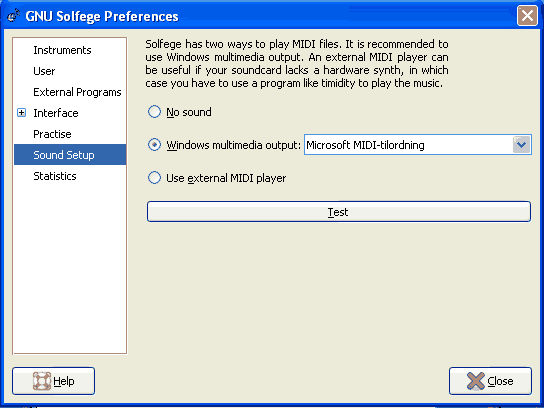 GNU Solfege Preferences
Instruments
User
External Programs
Interface
Practise
Sound Setup
Statistics
Solfege has two ways to play MIDI files. It is recommended to
use Windows multimedia output. An external MIDI player can
be useful if your soundcard lacks a hardware synth, in which
case you have to use a program like timidity to play the music.
No sound
Windows multimedia output: Microsoft MIDI-tilordning
Use external MIDI player
Test
Help
Close